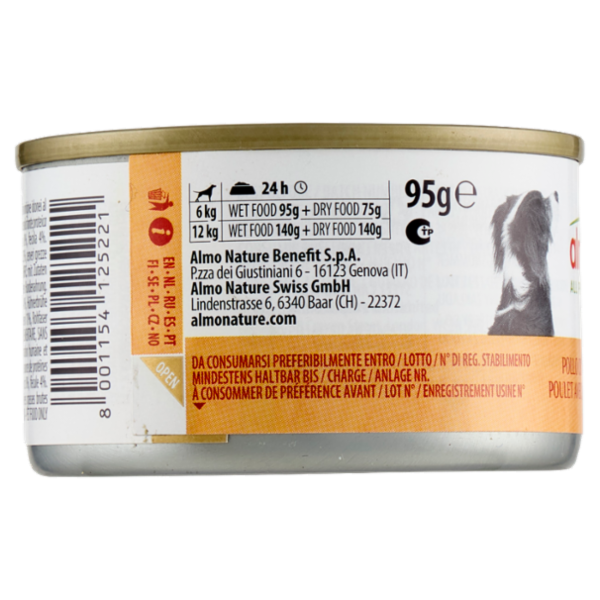 24 h
6 kg WET FOOD 95g + DRY FOOD 75g
12 kg WET FOOD 140g + DRY FOOD 140g
95g e
Almo Nature Benefit S.p.A.
P.zza dei Giustiniani 6 - 16123 Genova (IT)
Almo Nature Swiss GmbH
Lindenstrasse 6, 6340 Baar (CH) - 22372
almonature.com
DA CONSUMARSI PREFERIBILMENTE ENTRO / LOTTO / N° DI REG. STABILIMENTO
MINDESTENS HALTBAR BIS / CHARGE / ANLAGE NR.
À CONSOMMER DE PRÉFÉRENCE AVANT / LOT N° / ENREGISTREMENT USINE N°
EN • NL • RU • ES • PT
FI • SE • PL • CZ • NO
OPEN
8 001154 125221
POLLO
POULET